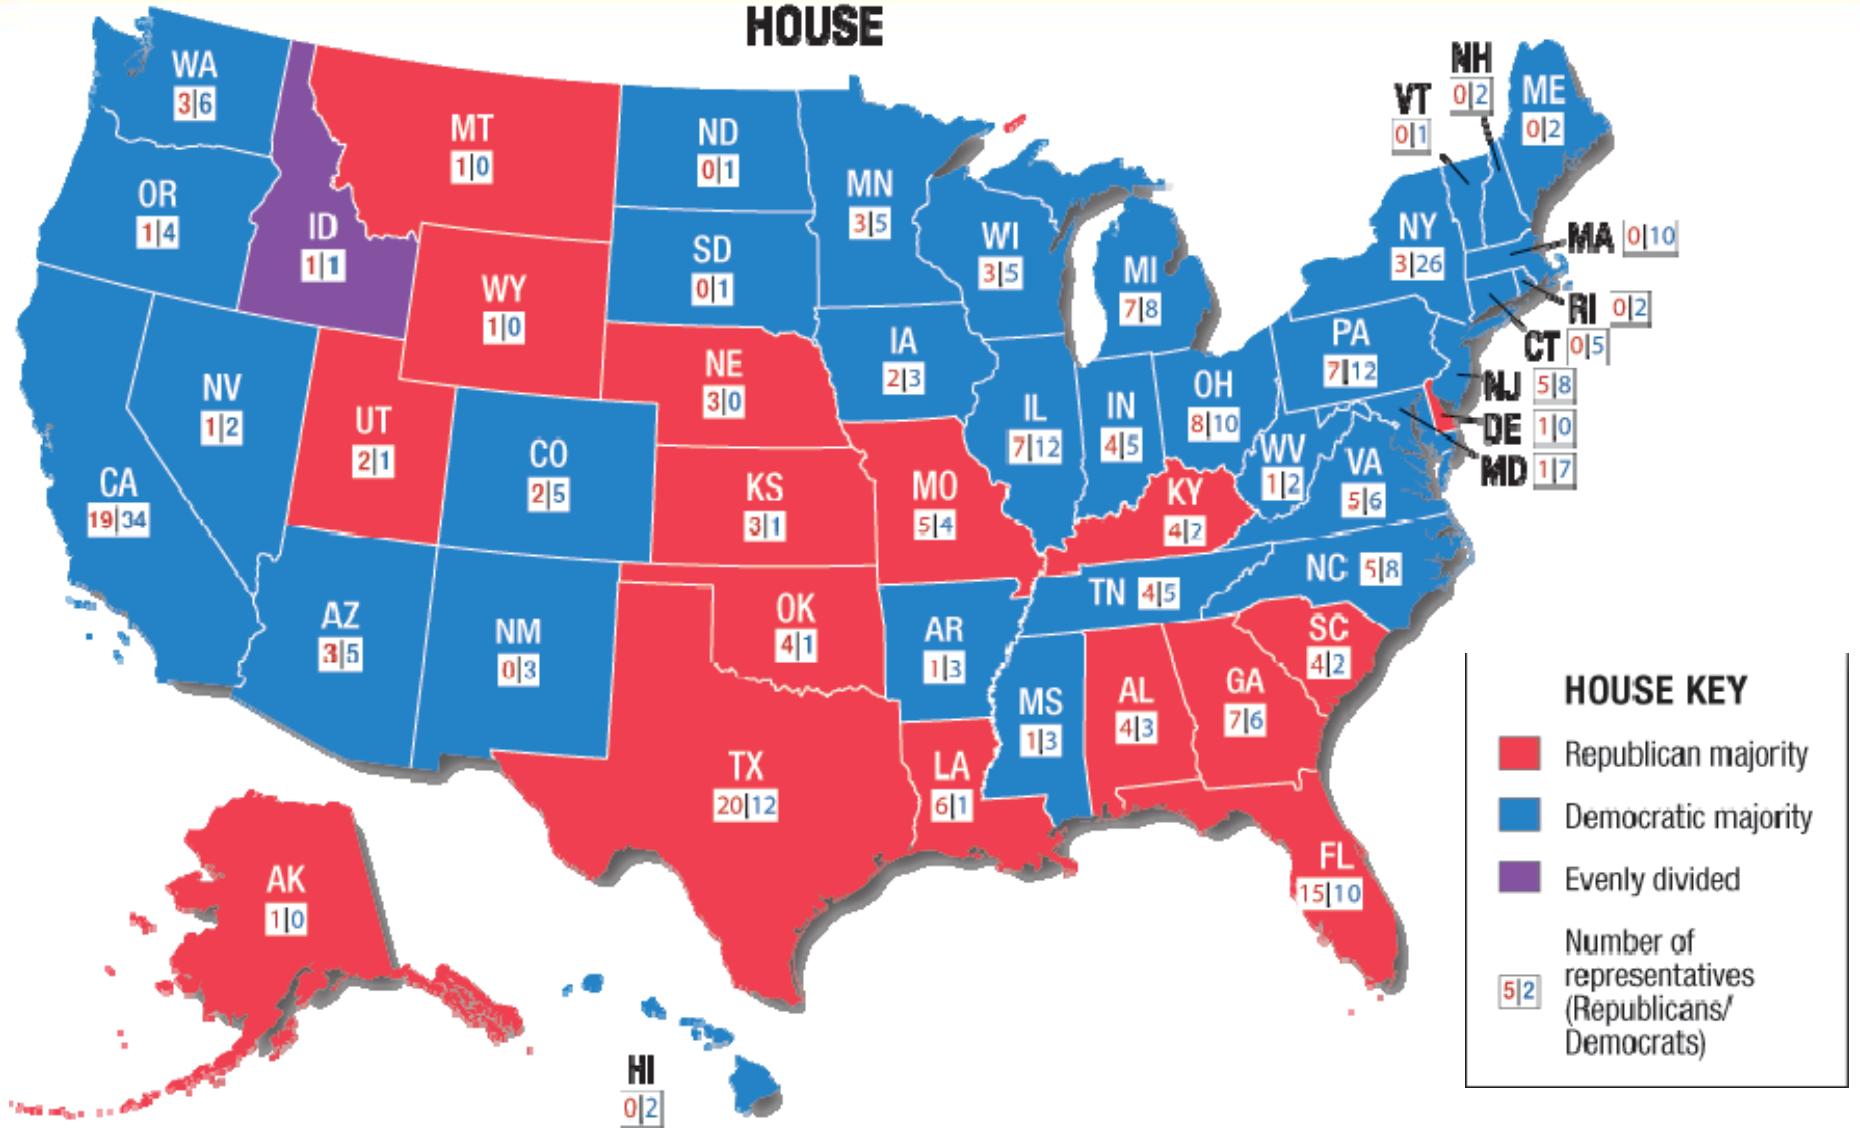 HOUSE
WA
3|6
OR
1|4
CA
19|34
NV
1|2
ID
1|1
MT
1|0
WY
1|0
UT
2|1
CO
2|5
AZ
3|5
NM
0|3
ND
0|1
SD
0|1
NE
3|0
KS
3|1
OK
4|1
TX
20|12
MN
3|5
IA
2|3
MO
5|4
AR
1|3
LA
6|1
WI
3|5
IL
7|12
MI
7|8
IN
4|5
OH
8|10
KY
4|2
TN 4|5
MS
1|3
AL
4|3
GA
7|6
FL
15|10
SC
4|2
NC 5|8
VA
5|6
WV
1|2
PA
7|12
NY
3|26
VT
0|1
NH
0|2
ME
0|2
MA 0|10
RI 0|2
CT 0|5
NJ 5|8
DE 1|0
MD 1|7
AK
1|0
HI
0|2
HOUSE KEY
Republican majority
Democratic majority
Evenly divided
5|2
Number of
representatives
(Republicans/
Democrats)